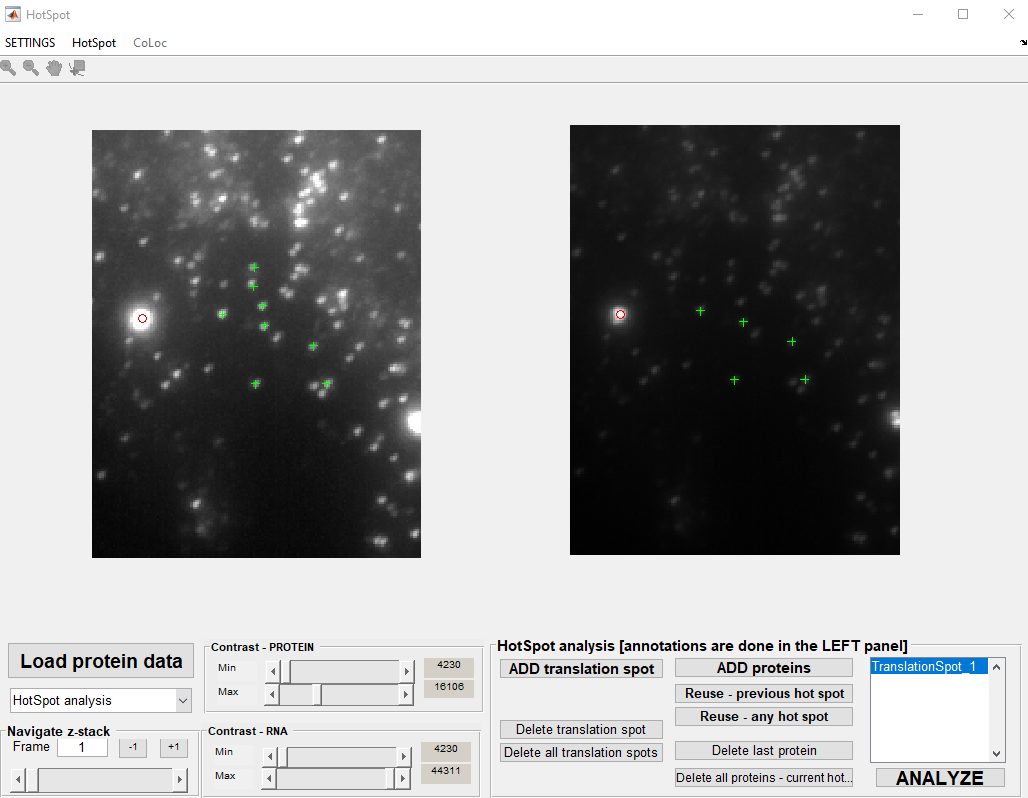 HotSpot
SETTINGS HotSpot CoLoc
Load protein data
HotSpot analysis
Navigate z-stack
Frame 1 -1 +1
Contrast - PROTEIN
Min 4230
Max 16106
Contrast - RNA
Min 4230
Max 44311
HotSpot analysis [annotations are done in the LEFT panel]
ADD translation spot
Delete translation spot
Delete all translation spots
ADD proteins
Reuse - previous hot spot
Reuse - any hot spot
Delete last protein
Delete all proteins - current hot...
TranslationSpot_1
ANALYZE